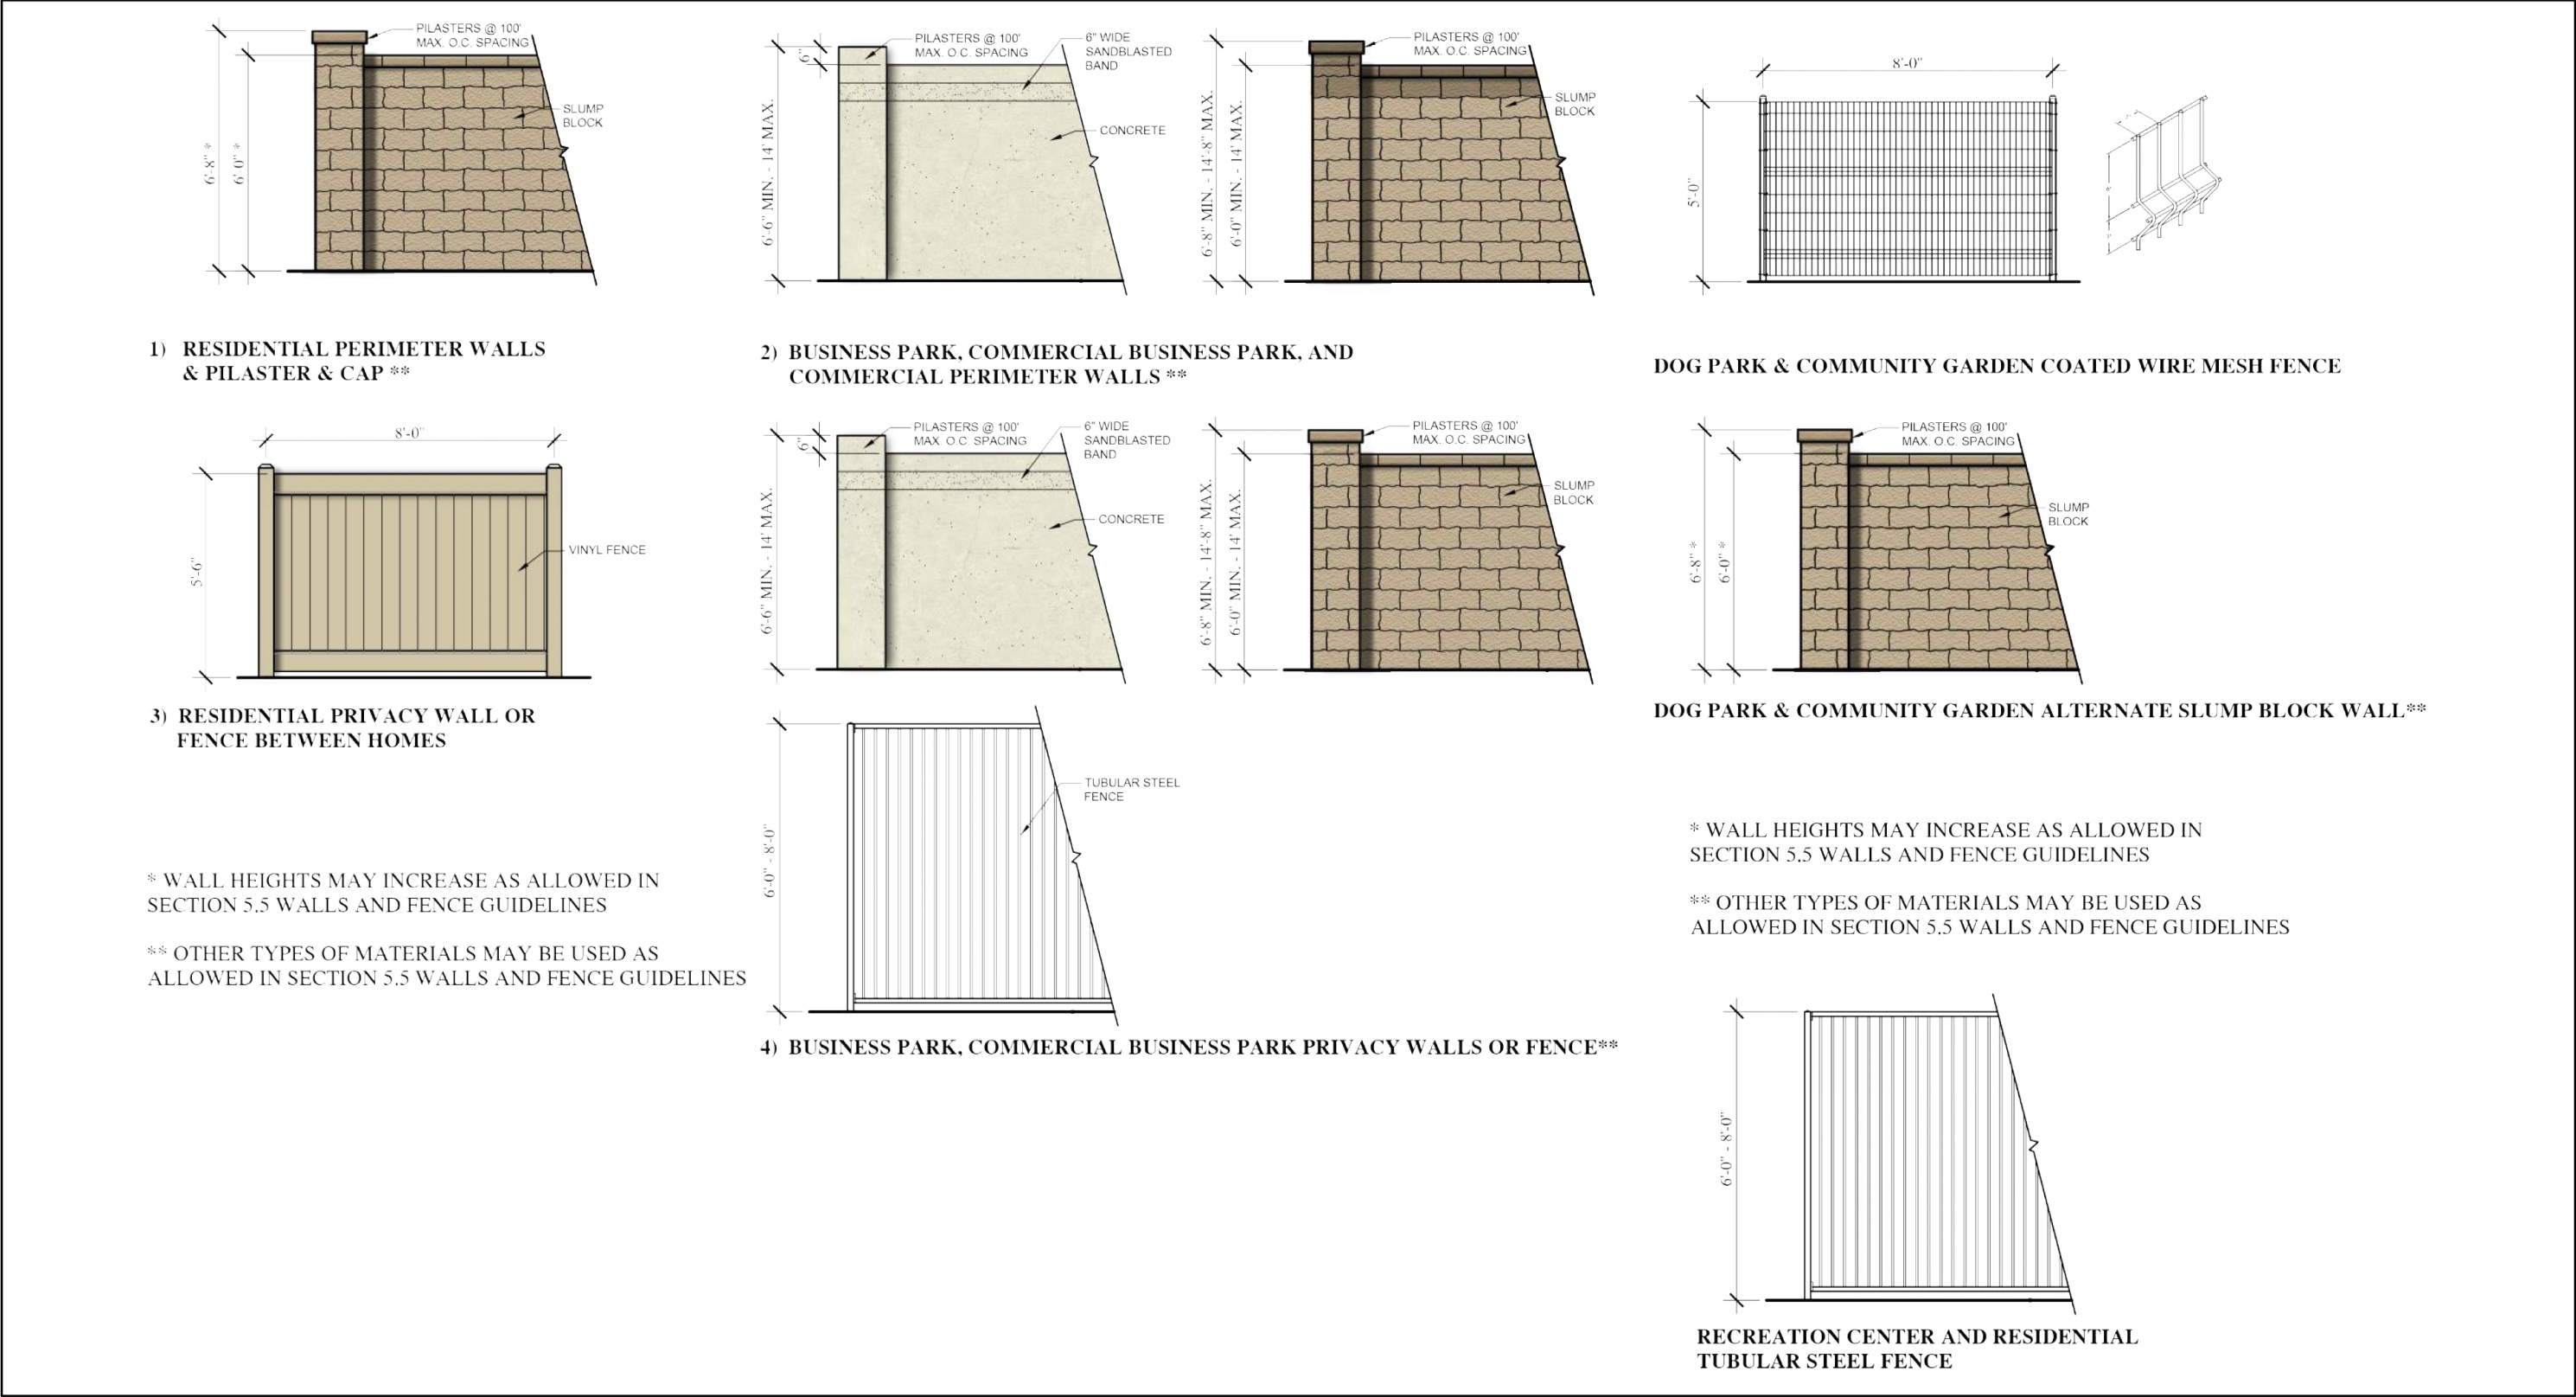 PILASTERS @ 100'
MAX. O.C. SPACING
SLUMP
BLOCK
6'-8" *
6'-0" *
1) RESIDENTIAL PERIMETER WALLS
& PILASTER & CAP **
PILASTERS @ 100'
MAX. O.C. SPACING
6" WIDE
SANDBLASTED
BAND
6"
CONCRETE
6'-6" MIN. - 14' MAX.
PILASTERS @ 100'
MAX. O.C. SPACING
SLUMP
BLOCK
6'-8" MIN. - 14'-8" MAX.
6'-0" MIN. - 14' MAX.
2) BUSINESS PARK, COMMERCIAL BUSINESS PARK, AND
COMMERCIAL PERIMETER WALLS **
8'-0"
5'-0"
DOG PARK & COMMUNITY GARDEN COATED WIRE MESH FENCE
8'-0"
5'-6"
VINYL FENCE
3) RESIDENTIAL PRIVACY WALL OR
FENCE BETWEEN HOMES
PILASTERS @ 100'
MAX. O.C. SPACING
6" WIDE
SANDBLASTED
BAND
6"
CONCRETE
6'-6" MIN. - 14' MAX.
PILASTERS @ 100'
MAX. O.C. SPACING
SLUMP
BLOCK
6'-8" MIN. - 14'-8" MAX.
6'-0" MIN. - 14' MAX.
TUBULAR STEEL
FENCE
6'-0" - 8'-0"
4) BUSINESS PARK, COMMERCIAL BUSINESS PARK PRIVACY WALLS OR FENCE**
PILASTERS @ 100'
MAX. O.C. SPACING
SLUMP
BLOCK
6'-8" *
6'-0" *
DOG PARK & COMMUNITY GARDEN ALTERNATE SLUMP BLOCK WALL**
* WALL HEIGHTS MAY INCREASE AS ALLOWED IN
SECTION 5.5 WALLS AND FENCE GUIDELINES
** OTHER TYPES OF MATERIALS MAY BE USED AS
ALLOWED IN SECTION 5.5 WALLS AND FENCE GUIDELINES
* WALL HEIGHTS MAY INCREASE AS ALLOWED IN
SECTION 5.5 WALLS AND FENCE GUIDELINES
** OTHER TYPES OF MATERIALS MAY BE USED AS
ALLOWED IN SECTION 5.5 WALLS AND FENCE GUIDELINES
6'-0" - 8'-0"
RECREATION CENTER AND RESIDENTIAL
TUBULAR STEEL FENCE